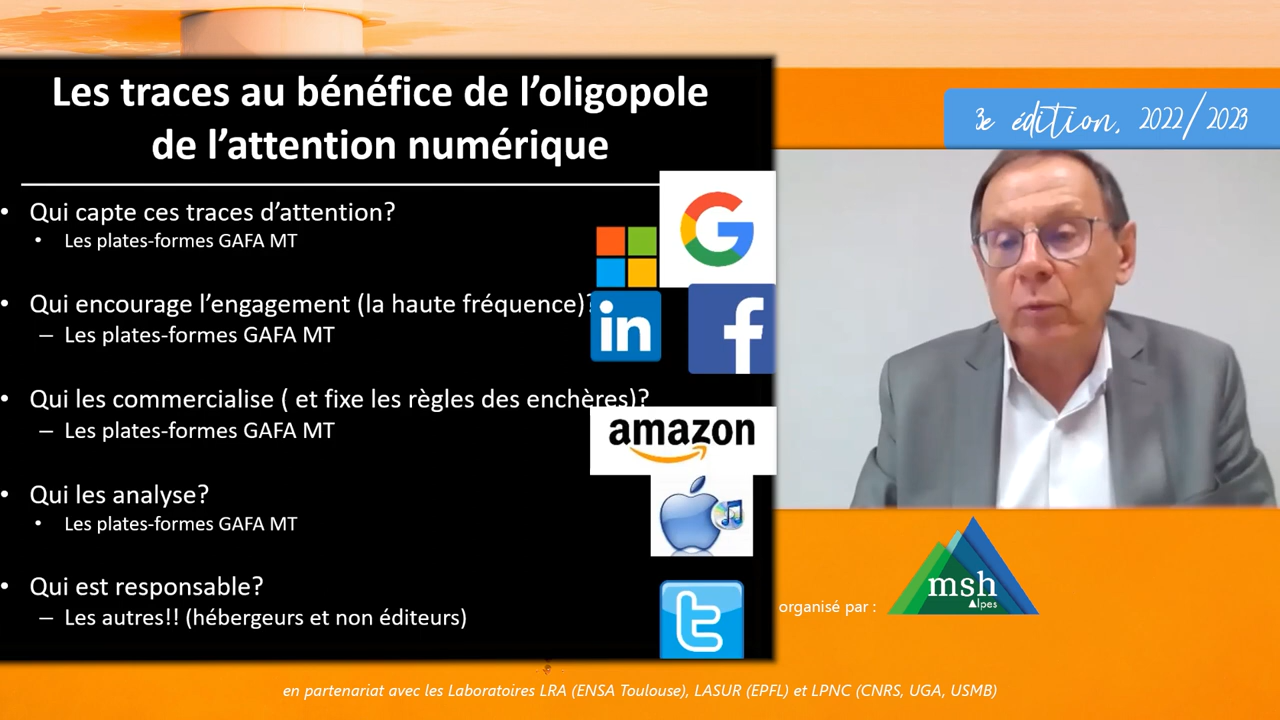 3e édition, 2022/2023
Les traces au bénéfice de l'oligopole
de l'attention numérique
• Qui capte ces traces d'attention?
• Les plates-formes GAFA MT
• Qui encourage l'engagement (la haute fréquence)?
– Les plates-formes GAFA MT
• Qui les commercialise ( et fixe les règles des enchères)?
– Les plates-formes GAFA MT
• Qui les analyse?
• Les plates-formes GAFA MT
• Qui est responsable?
– Les autres!! (hébergeurs et non éditeurs)
G
in
f
amazon
t
organisé par :
msh
Alpes
en partenariat avec les Laboratoires LRA (ENSA Toulouse), LASUR (EPFL) et LPNC (CNRS, UGA, USMB)